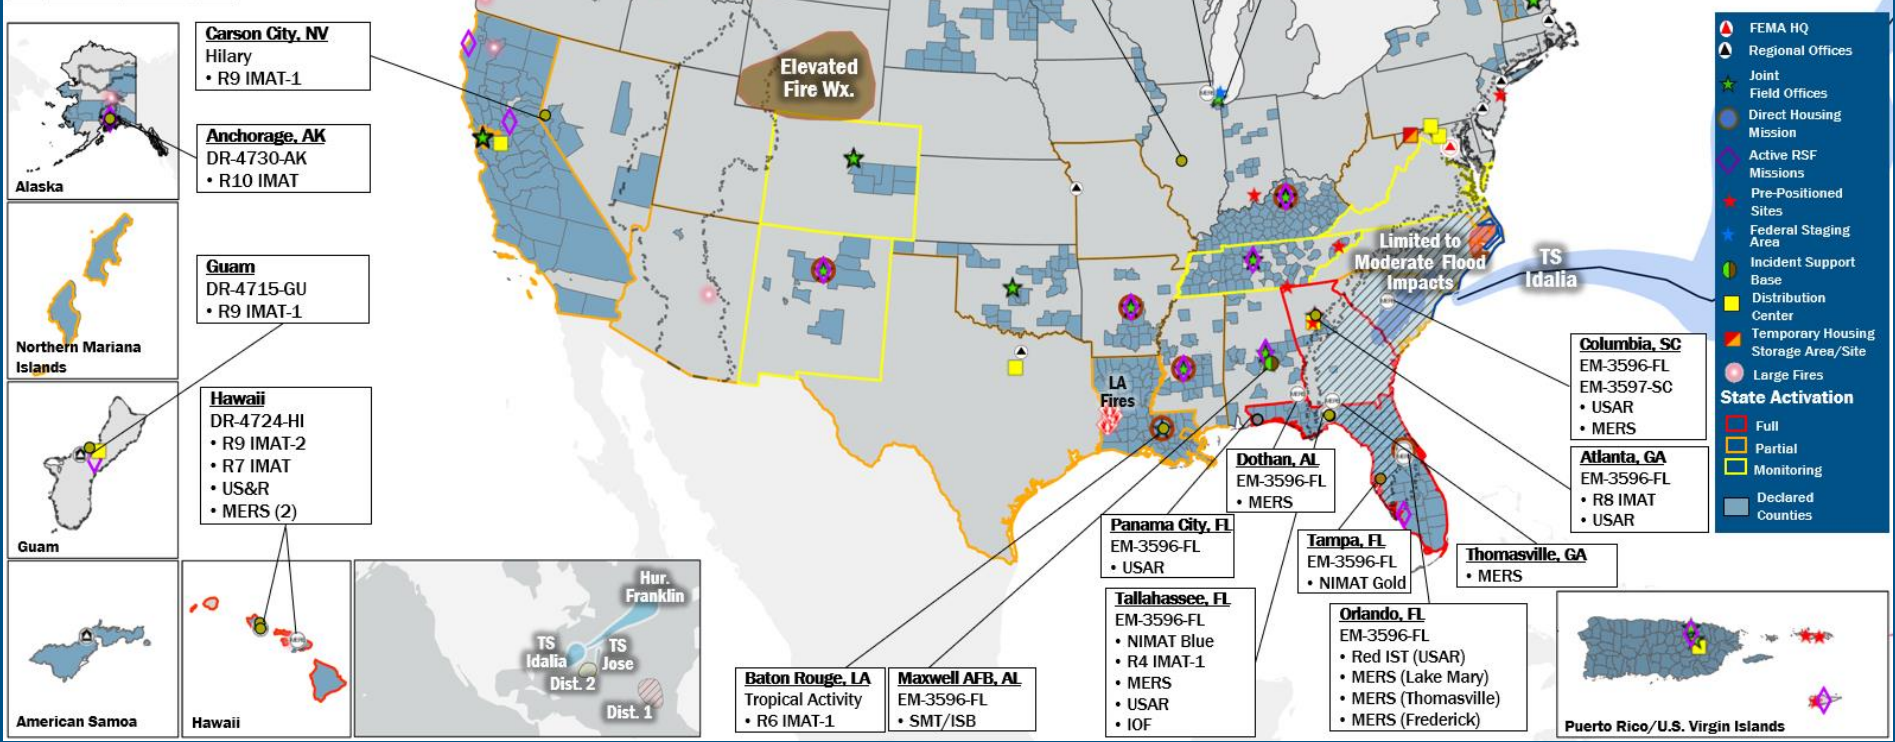 Carson City, NV
Hilary
• R9 IMAT-1
Anchorage, AK
DR-4730-AK
• R10 IMAT
Alaska
Northern Mariana
Islands
Guam
DR-4715-GU
• R9 IMAT-1
Hawaii
DR-4724-HI
• R9 IMAT-2
• R7 IMAT
• US&R
• MERS (2)
Guam
American Samoa
Hawaii
MERS
Hur.
Franklin
TS
Idalia
TS
Jose
Dist. 2
Dist. 1
Elevated
Fire Wx.
MERS
LA
Fires
Limited to
Moderate Flood
Impacts
MERS
TS
Idalia
MERS
MERS
MERS
Baton Rouge, LA
Tropical Activity
• R6 IMAT-1
Maxwell AFB, AL
EM-3596-FL
• SMT/ISB
Panama City, FL
EM-3596-FL
• USAR
Dothan, AL
EM-3596-FL
• MERS
Tallahassee, FL
EM-3596-FL
• NIMAT Blue
• R4 IMAT-1
• MERS
• USAR
• IOF
Tampa, FL
EM-3596-FL
• NIMAT Gold
Orlando, FL
EM-3596-FL
• Red IST (USAR)
• MERS (Lake Mary)
• MERS (Thomasville)
• MERS (Frederick)
Thomasville, GA
• MERS
Columbia, SC
EM-3596-FL
EM-3597-SC
• USAR
• MERS
Atlanta, GA
EM-3596-FL
• R8 IMAT
• USAR
Puerto Rico/U.S. Virgin Islands
FEMA HQ
Regional Offices
Joint
Field Offices
Direct Housing
Mission
Active RSF
Missions
Pre-Positioned
Sites
Federal Staging
Area
Incident Support
Base
Distribution
Center
Temporary Housing
Storage Area/Site
Large Fires
State Activation
Full
Partial
Monitoring
Declared
Counties